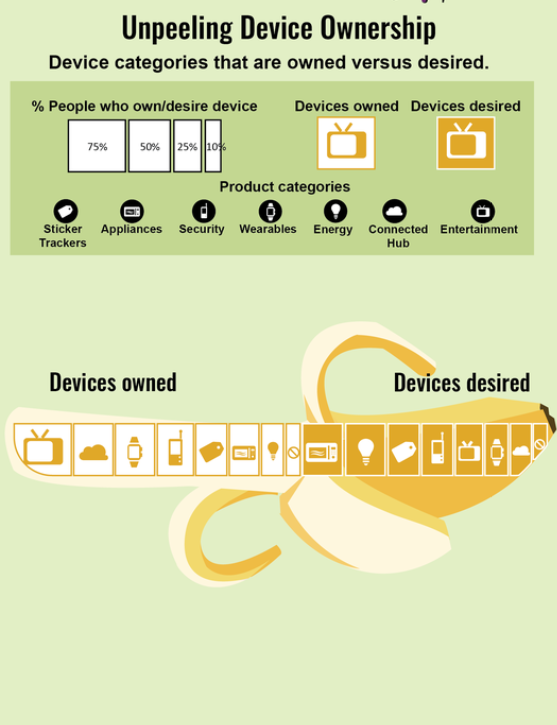 Unpeeling Device Ownership
Device categories that are owned versus desired.
% People who own/desire device
Devices owned
Devices desired
75%
50%
25%
10%
Product categories
Sticker
Trackers
Appliances
Security
Wearables
Energy
Connected
Hub
Entertainment
Devices owned
Devices desired